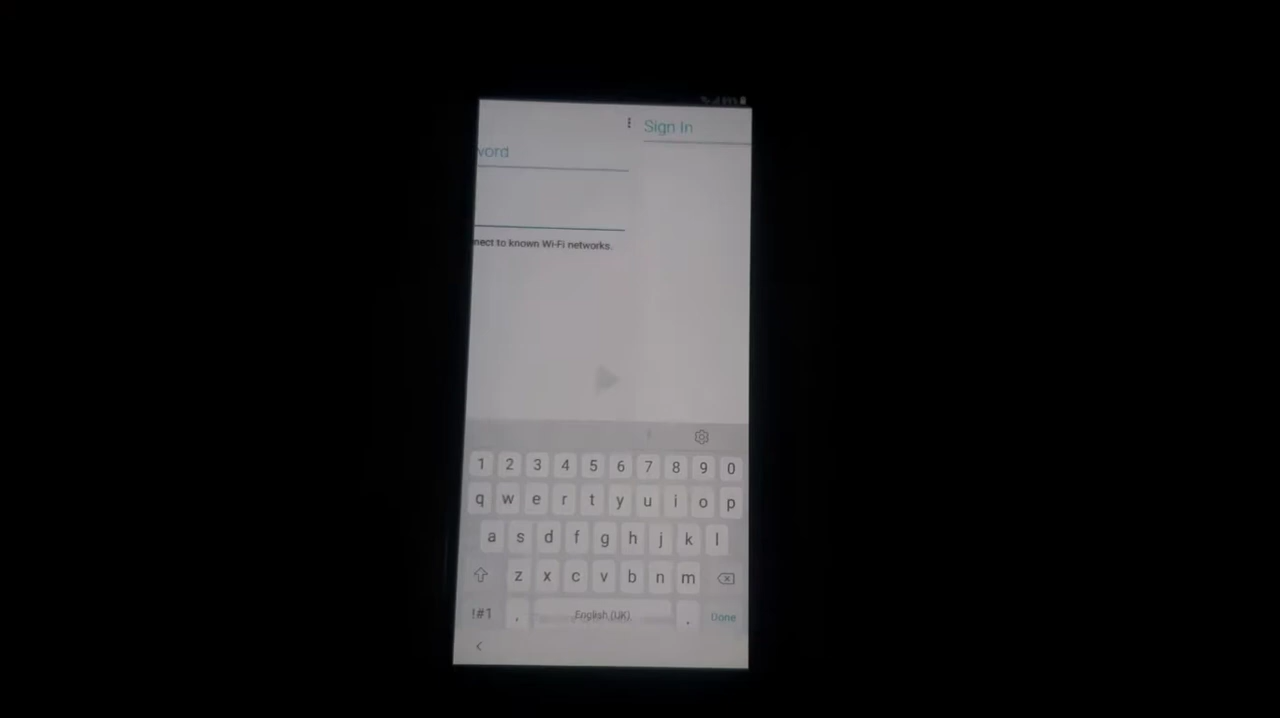 Sign In
word
nect to known Wi-Fi networks.
1 2 3 4 5 6 7 8 9 0
q w e r t y u i o p
a s d f g h j k l
z x c v b n m
!#1 , English (UK) . Done